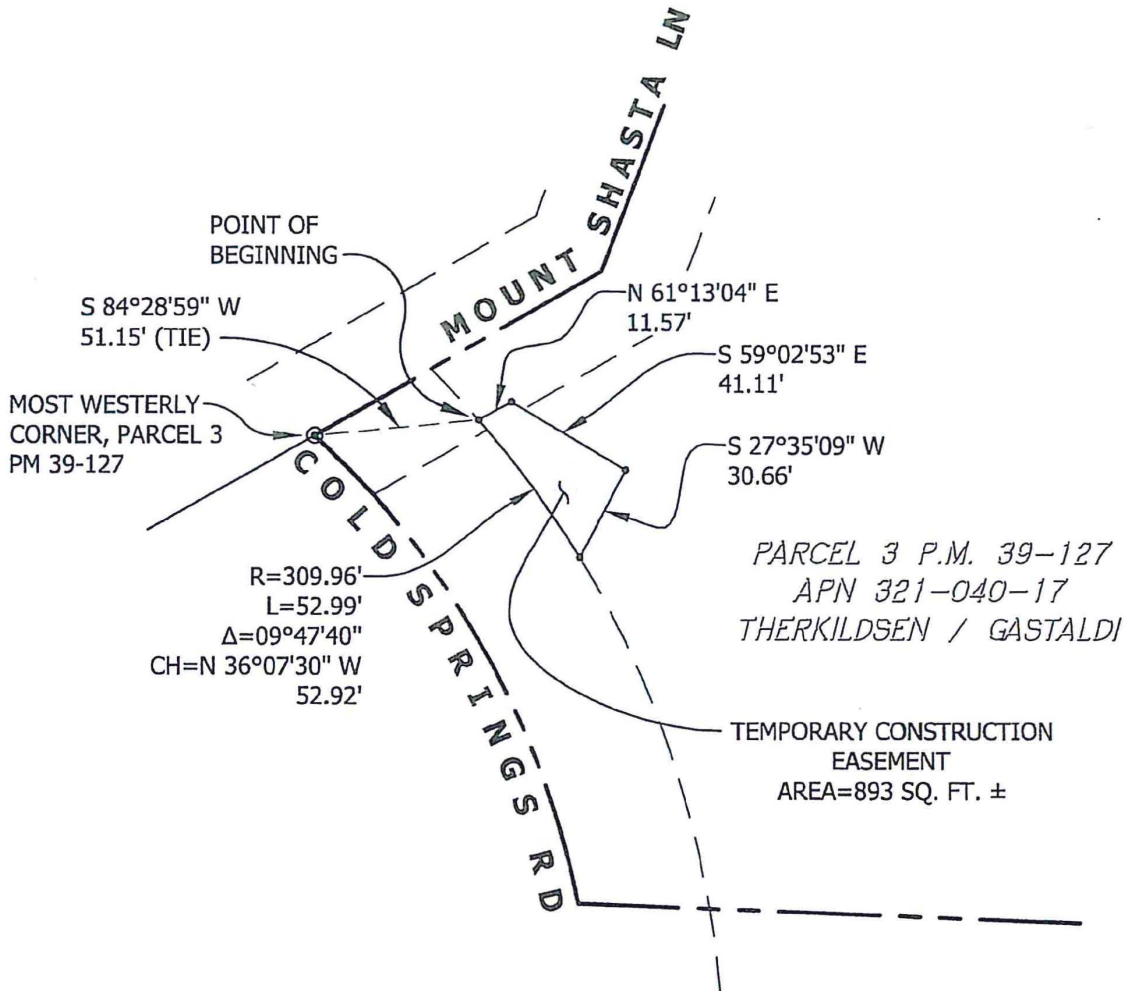 MOUNT SHASTA LN
POINT OF
BEGINNING
S 84°28'59" W
51.15' (TIE)
MOST WESTERLY
CORNER, PARCEL 3
PM 39-127
N 61°13'04" E
11.57'
S 59°02'53" E
41.11'
S 27°35'09" W
30.66'
COLD SPRINGS RD
R=309.96'
L=52.99'
Δ=09°47'40"
CH=N 36°07'30" W
52.92'
PARCEL 3 P.M. 39-127
APN 321-040-17
THERKILDSEN / GASTALDI
TEMPORARY CONSTRUCTION
EASEMENT
AREA=893 SQ. FT. ±